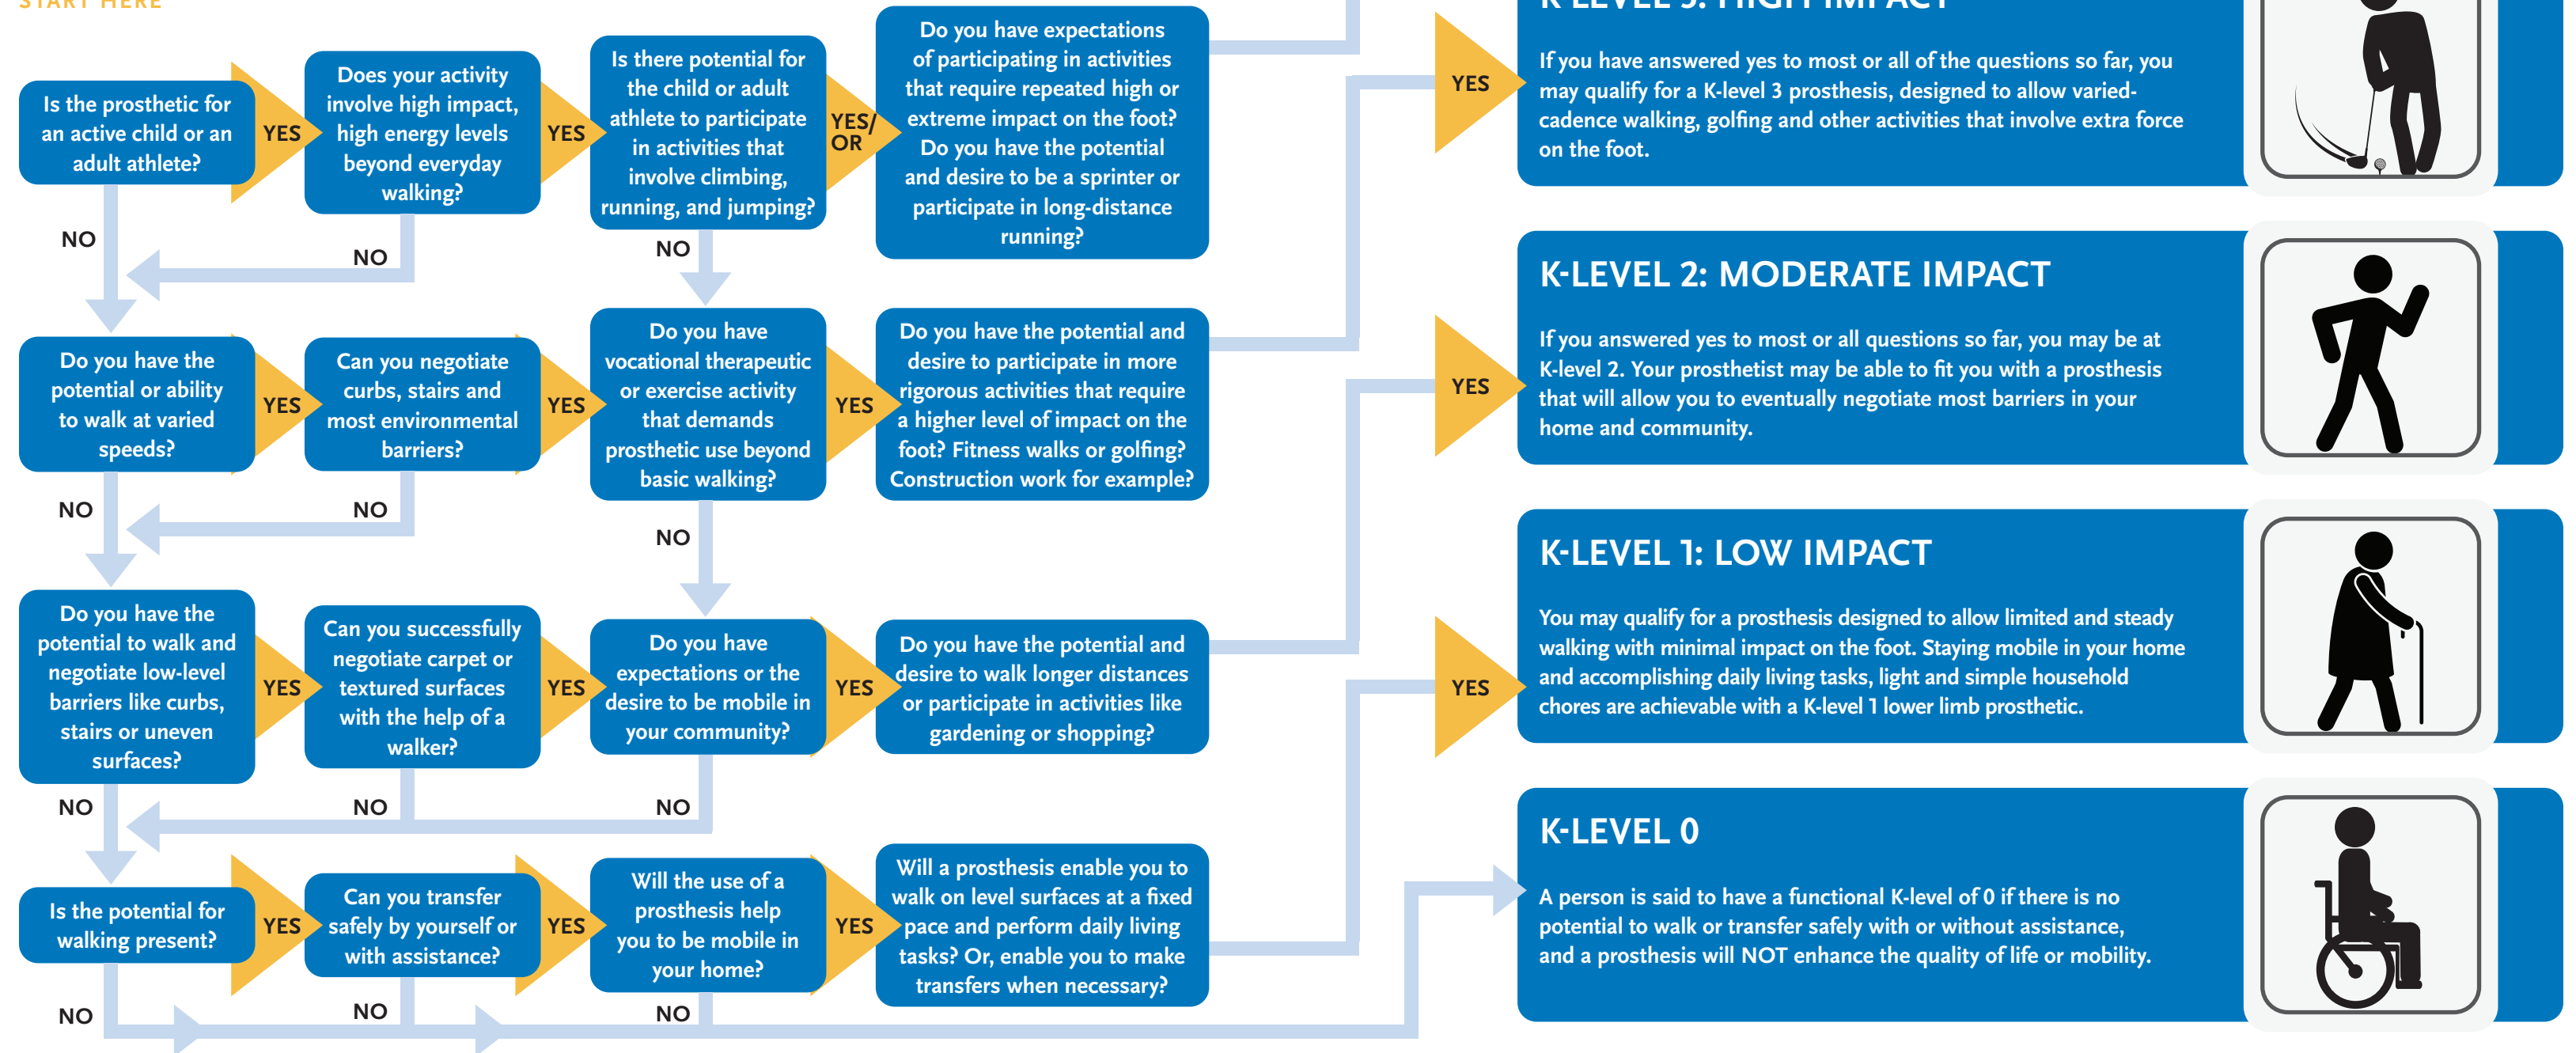 START HERE
Is the prosthetic for
an active child or an
adult athlete?
YES
Does your activity
involve high impact,
high energy levels
beyond everyday
walking?
YES
Is there potential for
the child or adult
athlete to participate
in activities that
involve climbing,
running, and jumping?
YES/
OR
Do you have expectations
of participating in activities
that require repeated high or
extreme impact on the foot?
Do you have the potential
and desire to be a sprinter or
participate in long-distance
running?
NO
NO
NO
Do you have the
potential or ability
to walk at varied
speeds?
YES
Can you negotiate
curbs, stairs and
most environmental
barriers?
YES
Do you have
vocational therapeutic
or exercise activity
that demands
prosthetic use beyond
basic walking?
YES
Do you have the potential and
desire to participate in more
rigorous activities that require
a higher level of impact on the
foot? Fitness walks or golfing?
Construction work for example?
NO
NO
NO
Do you have the
potential to walk and
negotiate low-level
barriers like curbs,
stairs or uneven
surfaces?
YES
Can you successfully
negotiate carpet or
textured surfaces
with the help of a
walker?
YES
Do you have
expectations or the
desire to be mobile in
your community?
YES
Do you have the potential and
desire to walk longer distances
or participate in activities like
gardening or shopping?
NO
NO
NO
Is the potential for
walking present?
YES
Can you transfer
safely by yourself or
with assistance?
YES
Will the use of a
prosthesis help
you to be mobile in
your home?
YES
Will a prosthesis enable you to
walk on level surfaces at a fixed
pace and perform daily living
tasks? Or, enable you to make
transfers when necessary?
NO
NO
NO
YES
K-LEVEL 3: HIGH IMPACT
If you have answered yes to most or all of the questions so far, you
may qualify for a K-level 3 prosthesis, designed to allow varied-
cadence walking, golfing and other activities that involve extra force
on the foot.
YES
K-LEVEL 2: MODERATE IMPACT
If you answered yes to most or all questions so far, you may be at
K-level 2. Your prosthetist may be able to fit you with a prosthesis
that will allow you to eventually negotiate most barriers in your
home and community.
YES
K-LEVEL 1: LOW IMPACT
You may qualify for a prosthesis designed to allow limited and steady
walking with minimal impact on the foot. Staying mobile in your home
and accomplishing daily living tasks, light and simple household
chores are achievable with a K-level 1 lower limb prosthetic.
K-LEVEL 0
A person is said to have a functional K-level of 0 if there is no
potential to walk or transfer safely with or without assistance,
and a prosthesis will NOT enhance the quality of life or mobility.